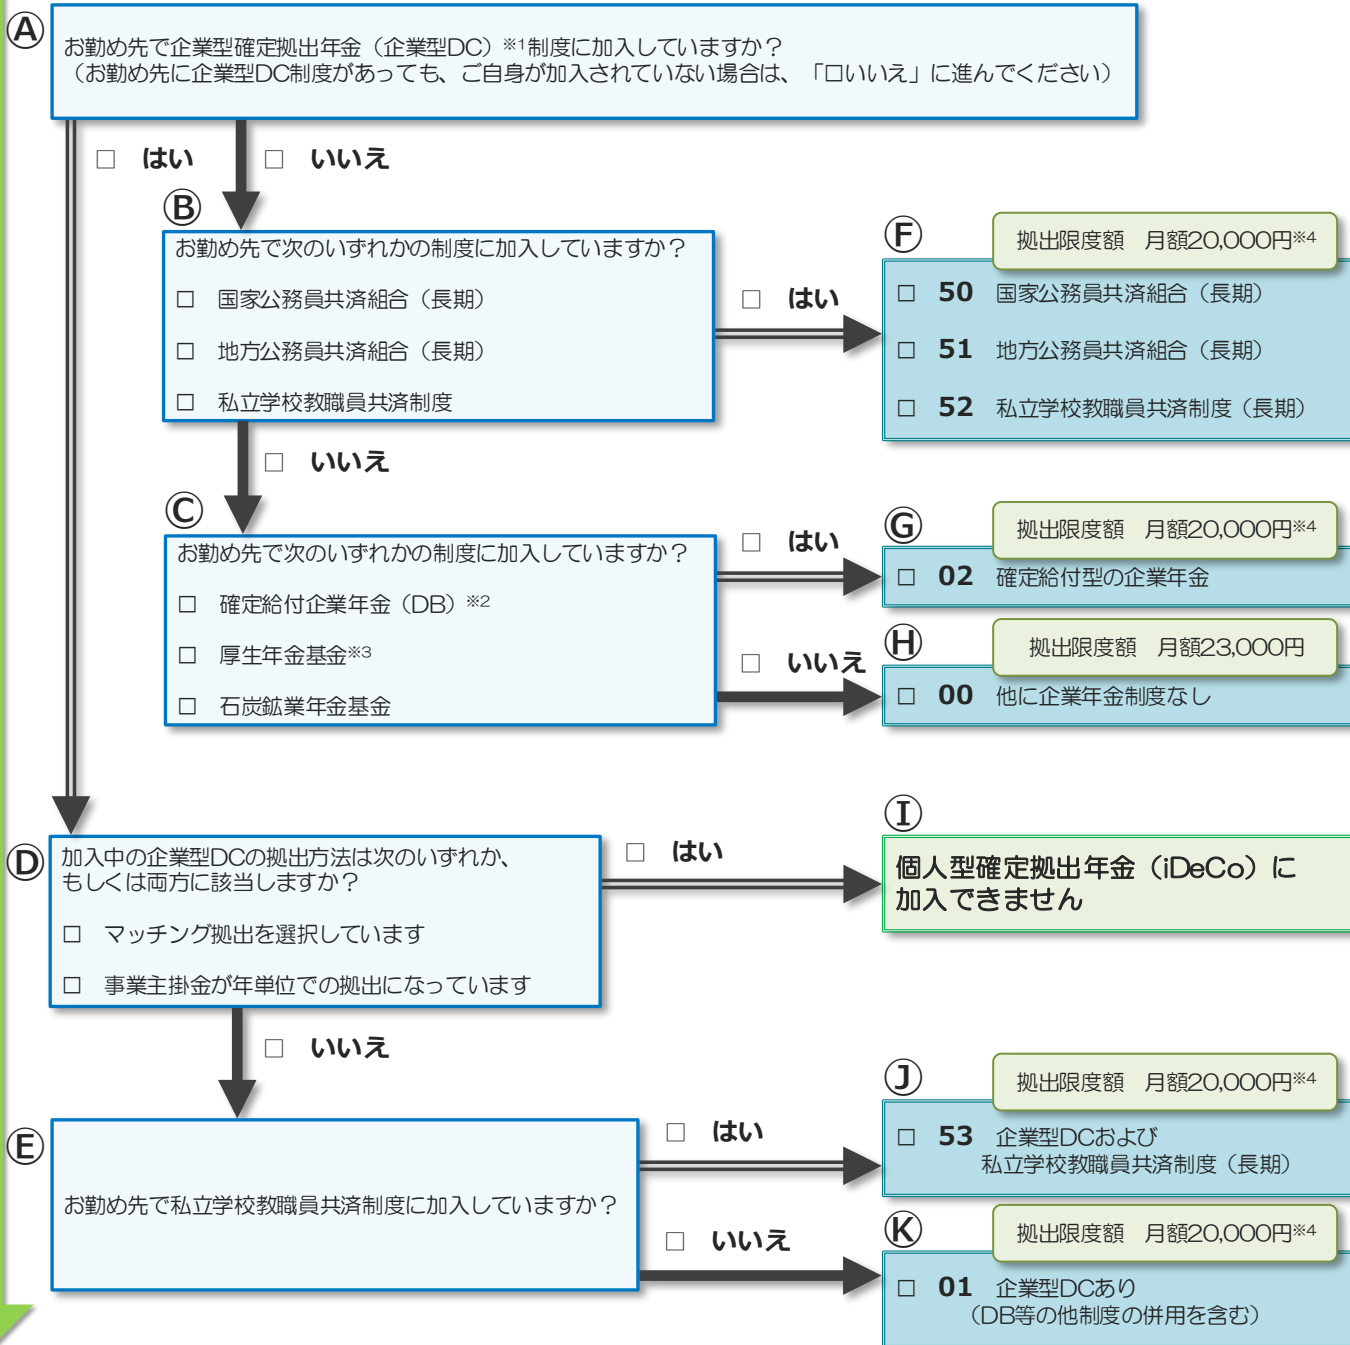 Ⓐ
お勤め先で企業型確定拠出年金（企業型DC）※1制度に加入していますか？
（お勤め先に企業型DC制度があっても、ご自身が加入されていない場合は、「□いいえ」に進んでください）
□ はい
□ いいえ
Ⓑ
お勤め先で次のいずれかの制度に加入していますか？
□ 国家公務員共済組合（長期）
□ 地方公務員共済組合（長期）
□ 私立学校教職員共済制度
□ はい
Ⓕ
拠出限度額 月額20,000円※4
□ 50 国家公務員共済組合（長期）
□ 51 地方公務員共済組合（長期）
□ 52 私立学校教職員共済制度（長期）
□ いいえ
Ⓒ
お勤め先で次のいずれかの制度に加入していますか？
□ 確定給付企業年金（DB）※2
□ 厚生年金基金※3
□ 石炭鉱業年金基金
□ はい
Ⓖ
拠出限度額 月額20,000円※4
□ 02 確定給付型の企業年金
□ いいえ
Ⓗ
拠出限度額 月額23,000円
□ 00 他に企業年金制度なし
Ⓓ
加入中の企業型DCの拠出方法は次のいずれか、
もしくは両方に該当しますか？
□ マッチング拠出を選択しています
□ 事業主掛金が年単位での拠出になっています
□ はい
Ⓘ
個人型確定拠出年金（iDeCo）に
加入できません
□ いいえ
Ⓔ
お勤め先で私立学校教職員共済制度に加入していますか？
□ はい
Ⓙ
拠出限度額 月額20,000円※4
□ 53 企業型DCおよび
私立学校教職員共済制度（長期）
□ いいえ
Ⓚ
拠出限度額 月額20,000円※4
□ 01 企業型DCあり
（DB等の他制度の併用を含む）